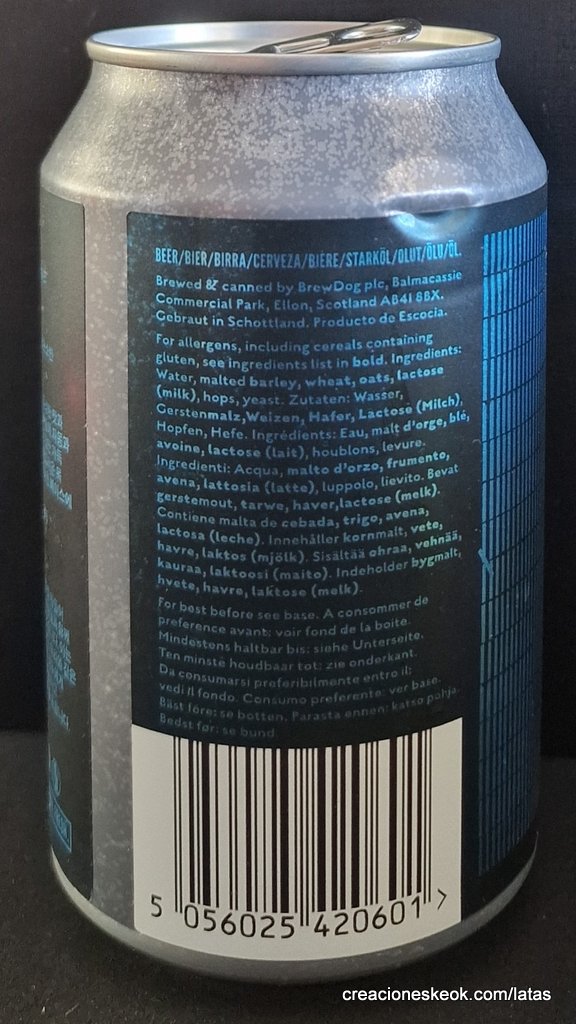 BEER/BIER/BIRRA/CERVEZA/BIERE/STARKÖL/OLUT/ÕLU/ÖL.
Brewed & canned by BrewDog plc, Balmacassie
Commercial Park, Ellon, Scotland AB41 8BX.
Gebraut in Schottland. Producto de Escocia.
For allergens, including cereals containing
gluten, see ingredients list in bold. Ingredients:
Water, malted barley, wheat, oats, lactose
(milk), hops, yeast. Zutaten: Wasser,
Gerstenmalz, Weizen, Hafer, Lactose (Milch),
Hopfen, Hefe. Ingrédients: Eau, malt d'orge, blé,
avoine, lactose (lait), houblons, levure.
Ingredienti: Acqua, malto d'orzo, frumento,
avena, lattosia (latte), luppolo, lievito. Bevat
gerstemout, tarwe, haver, lactose (melk).
Contiene malta de cebada, trigo, avena,
lactosa (leche). Innehåller kornmalt, vete,
havre, laktos (mjölk). Sisältää ohraa, vehnää,
kauraa, laktoosi (maito). Indeholder bygmalt,
hvete, havre, laktose (melk).
For best before see base. A consommer de
preference avant: voir fond de la boite.
Mindestens haltbar bis: siehe Unterseite.
Ten minste houdbaar tot: zie onderkant.
Da consumarsi preferibilmente entro il:
vedi il fondo. Consumo preferente: ver base.
Bäst före: se botten. Parasta ennen: katso pohja.
Bedst før: se bund
5 056025 420601 >
creacioneskeok.com/latas